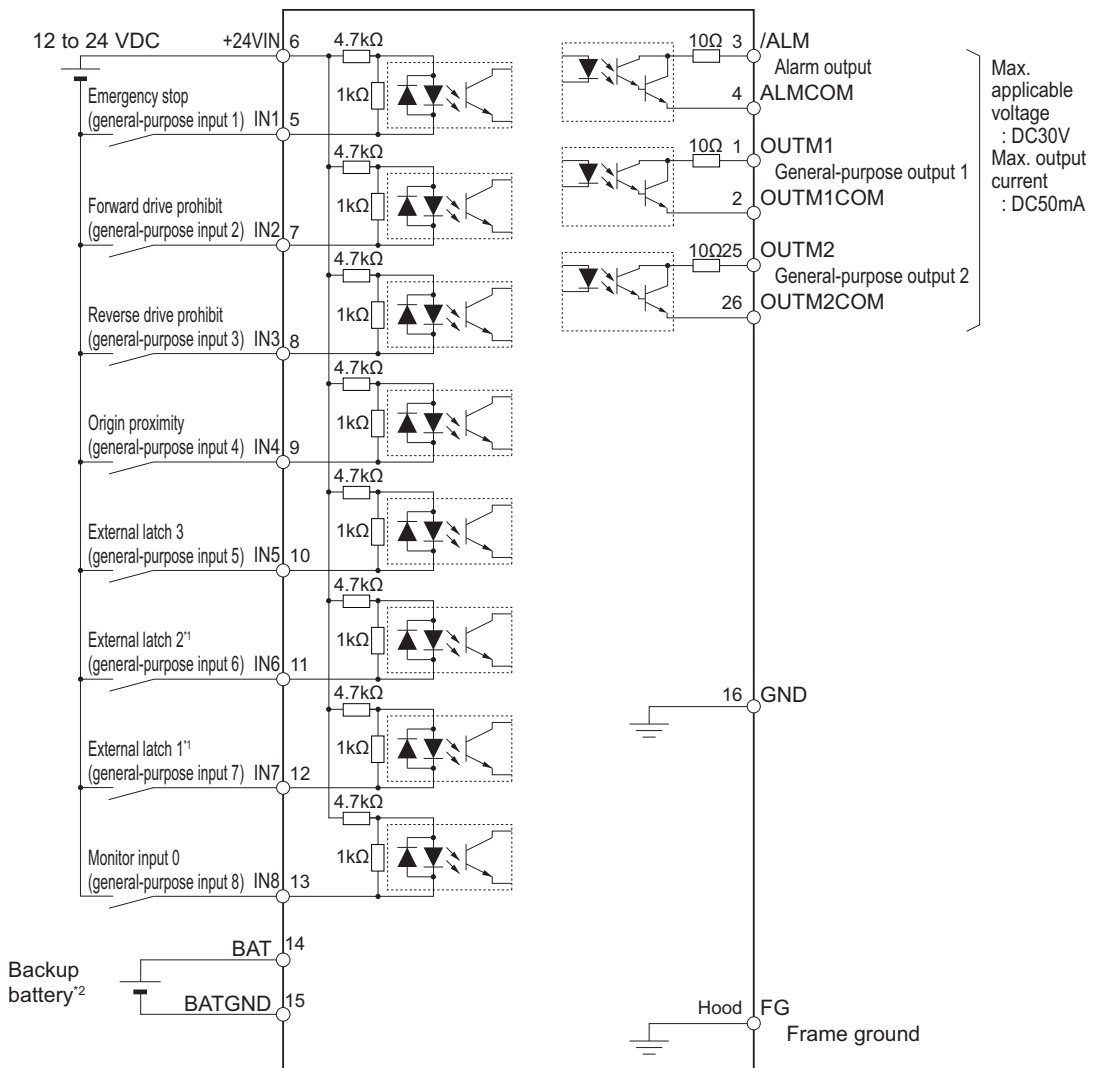 12 to 24 VDC
+24VIN 6
4.7kΩ
1kΩ
Emergency stop
(general-purpose input 1) IN1 5
4.7kΩ
1kΩ
Forward drive prohibit
(general-purpose input 2) IN2 7
4.7kΩ
1kΩ
Reverse drive prohibit
(general-purpose input 3) IN3 8
4.7kΩ
1kΩ
Origin proximity
(general-purpose input 4) IN4 9
4.7kΩ
1kΩ
External latch 3
(general-purpose input 5) IN5 10
4.7kΩ
1kΩ
External latch 2*1
(general-purpose input 6) IN6 11
4.7kΩ
1kΩ
External latch 1*1
(general-purpose input 7) IN7 12
4.7kΩ
1kΩ
Monitor input 0
(general-purpose input 8) IN8 13
BAT 14
Backup
battery*2
BATGND 15
10Ω 3 /ALM
Alarm output
4 ALMCOM
10Ω 1 OUTM1
General-purpose output 1
2 OUTM1COM
10Ω 25 OUTM2
General-purpose output 2
26 OUTM2COM
Max.
applicable
voltage
: DC30V
Max. output
current
: DC50mA
16 GND
Hood FG
Frame ground